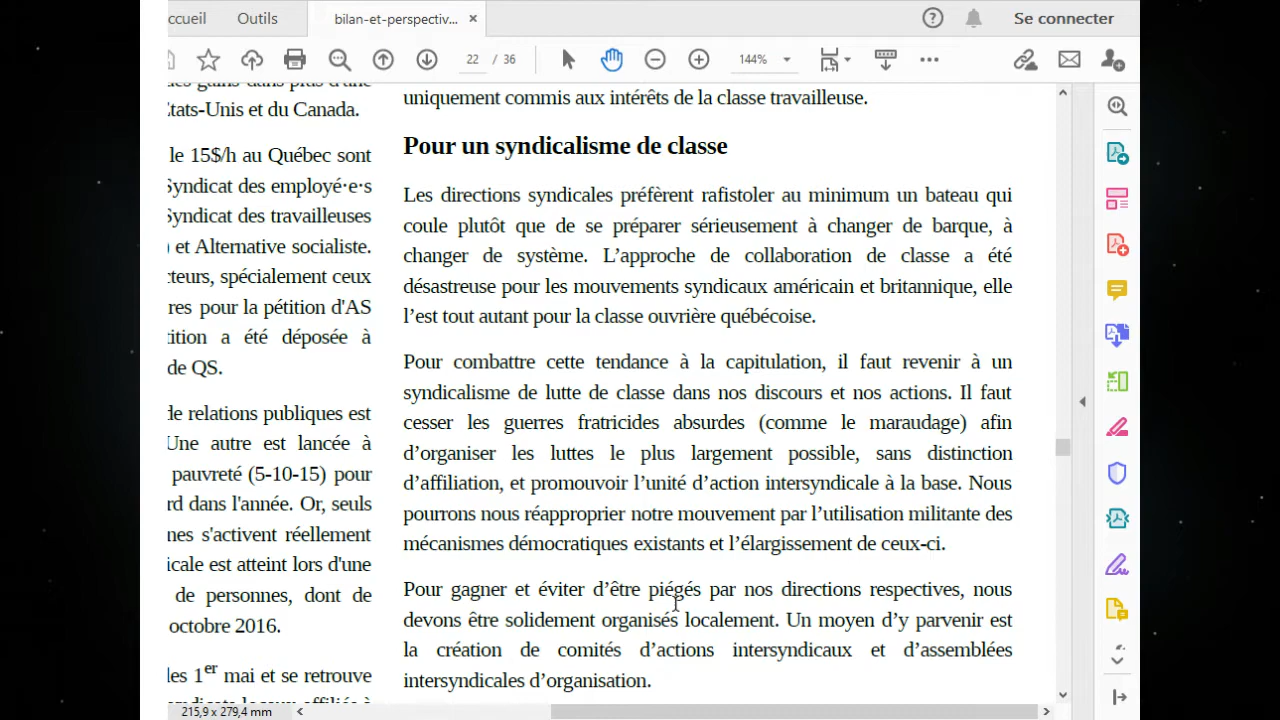 ccueil
Outils
bilan-et-perspectiv...
Se connecter
22 / 36
144%
Etats-Unis et du Canada.
le 15$/h au Québec sont
Syndicat des employé·e·s
Syndicat des travailleuses
) et Alternative socialiste.
cteurs, spécialement ceux
res pour la pétition d'AS
tition a été déposée à
de QS.
de relations publiques est
Une autre est lancée à
pauvreté (5-10-15) pour
rd dans l'année. Or, seuls
nes s'activent réellement
icale est atteint lors d'une
de personnes, dont de
octobre 2016.
les 1er mai et se retrouve
uniquement commis aux intérêts de la classe travailleuse.
Pour un syndicalisme de classe
Les directions syndicales préfèrent rafistoler au minimum un bateau qui
coule plutôt que de se préparer sérieusement à changer de barque, à
changer de système. L’approche de collaboration de classe a été
désastreuse pour les mouvements syndicaux américain et britannique, elle
l’est tout autant pour la classe ouvrière québécoise.
Pour combattre cette tendance à la capitulation, il faut revenir à un
syndicalisme de lutte de classe dans nos discours et nos actions. Il faut
cesser les guerres fratricides absurdes (comme le maraudage) afin
d’organiser les luttes le plus largement possible, sans distinction
d’affiliation, et promouvoir l’unité d’action intersyndicale à la base. Nous
pourrons nous réapproprier notre mouvement par l’utilisation militante des
mécanismes démocratiques existants et l’élargissement de ceux-ci.
Pour gagner et éviter d’être piégés par nos directions respectives, nous
devons être solidement organisés localement. Un moyen d’y parvenir est
la création de comités d’actions intersyndicaux et d’assemblées
intersyndicales d’organisation.
215,9 x 279,4 mm